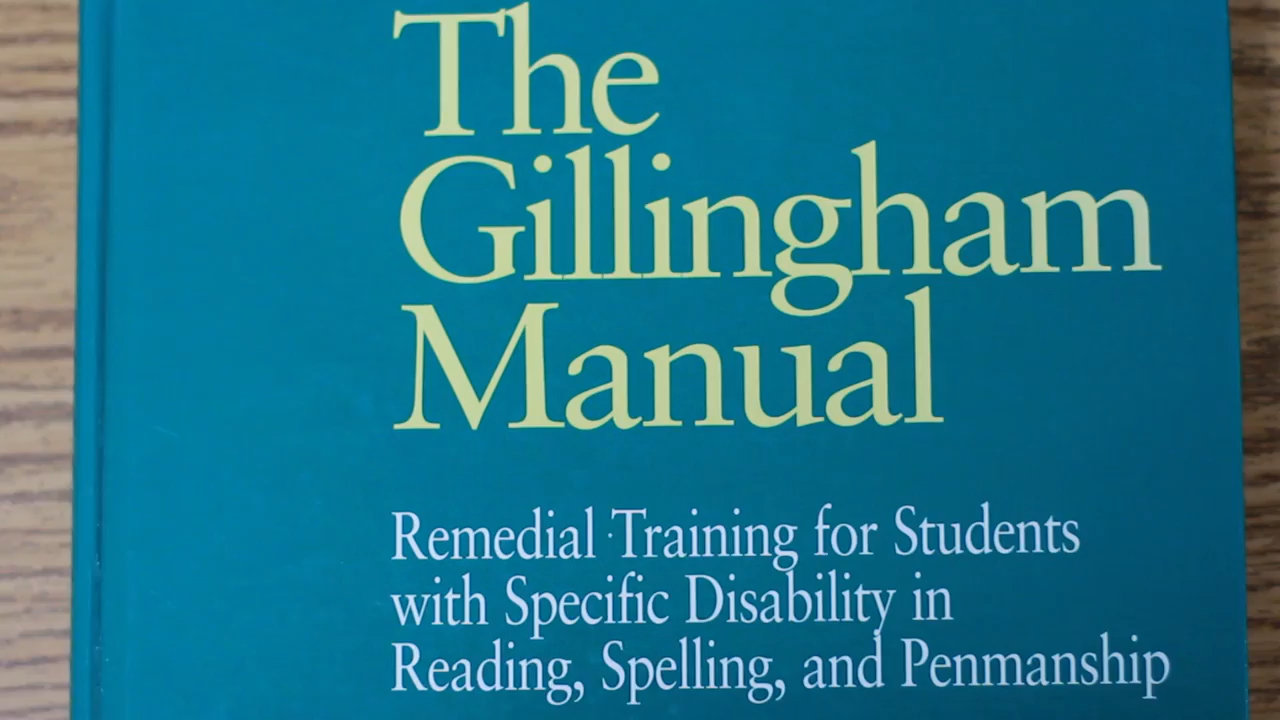 The
Gillingham
Manual
Remedial Training for Students
with Specific Disability in
Reading, Spelling, and Penmanship